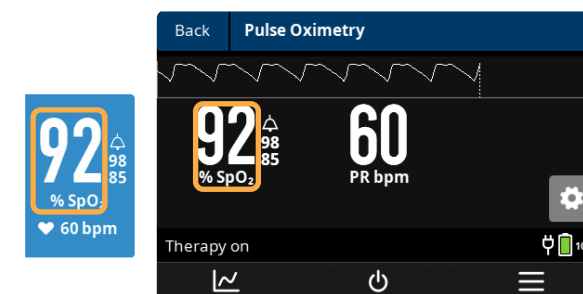 Back Pulse Oximetry
92 98 85
% SpO₂
60 bpm
92 98 85
% SpO₂
60
PR bpm
Therapy on